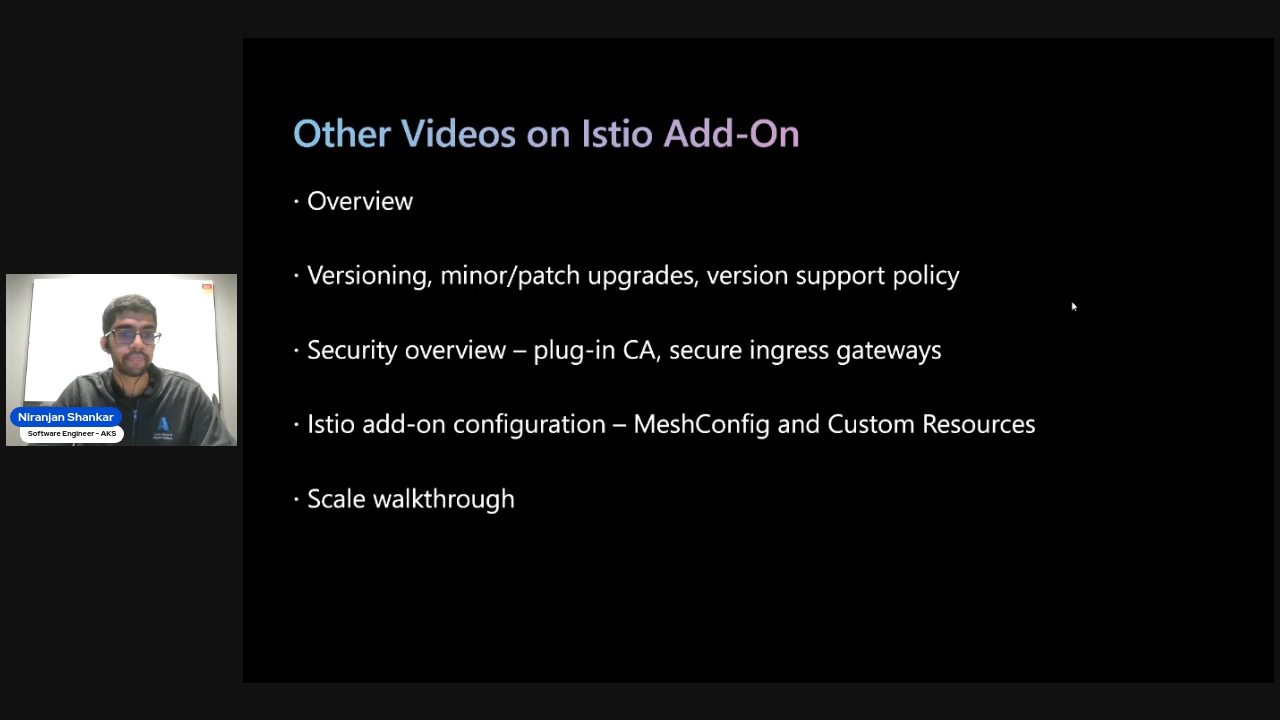 Other Videos on Istio Add-On
· Overview
· Versioning, minor/patch upgrades, version support policy
· Security overview – plug-in CA, secure ingress gateways
· Istio add-on configuration – MeshConfig and Custom Resources
· Scale walkthrough
Niranjan Shankar
Software Engineer - AKS